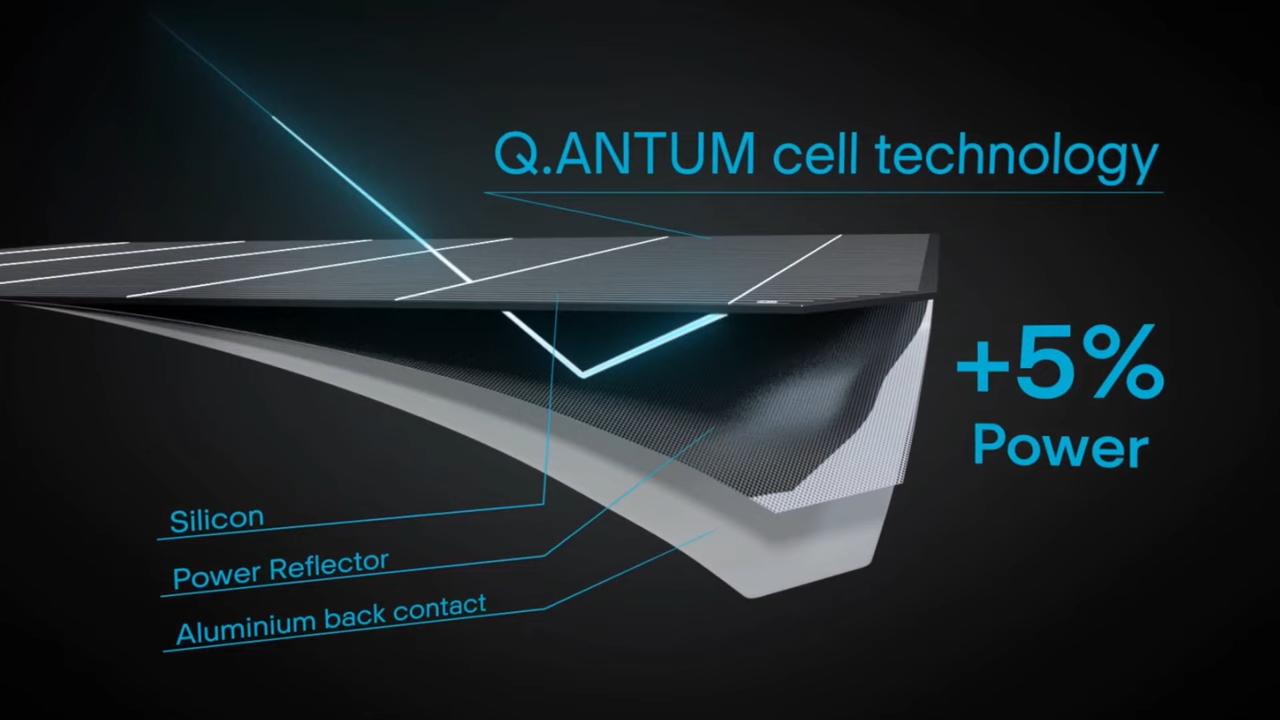 Q.ANTUM cell technology
+5%
Power
Silicon
Power Reflector
Aluminium back contact